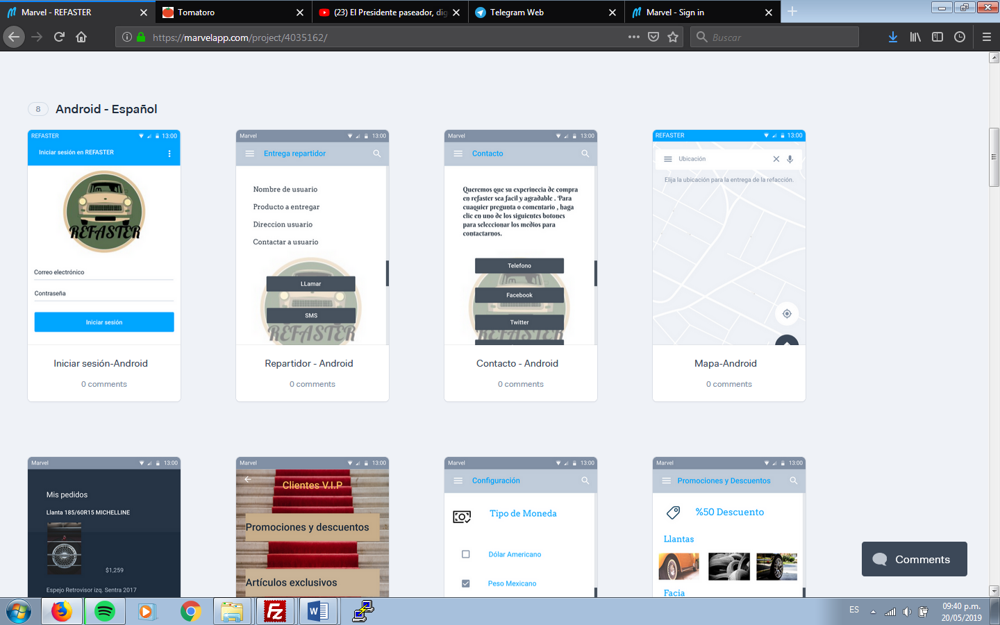 Marvel - REFASTER
Tomatoro
(23) El Presidente paseador, dig
Telegram Web
Marvel - Sign in
https://marvelapp.com/project/4035162/
Buscar
8 Android - Español
REFASTER 13:00
Iniciar sesión en REFASTER
REFASTER
Correo electrónico
Contraseña
Iniciar sesión
Iniciar sesión-Android
0 comments
Marvel 13:00
Entrega repartidor
Nombre de usuario
Producto a entregar
Direccion usuario
Contactar a usuario
LLamar
SMS
REFASTER
Repartidor - Android
0 comments
Marvel 13:00
Contacto
Queremos que su experinecia de compra
en refaster sea facil y agradable . Para
cuaquier pregunta o comentario , haga
clic en uno de los siguientes botones
para seleccionar los medios para
contactarnos.
Telefono
Facebook
Twitter
REFASTER
Contacto - Android
0 comments
REFASTER 13:00
Ubicación
Elija la ubicación para la entrega de la refacción.
Mapa-Android
0 comments
Marvel 13:00
Mis pedidos
Llanta 185/60R15 MICHELLINE
$1,259
Espejo Retrovisor izq. Sentra 2017
Marvel 13:00
Clientes V.I.P
Promociones y descuentos
Artículos exclusivos
Marvel 13:00
Configuración
Tipo de Moneda
Dólar Americano
Peso Mexicano
Marvel 13:00
Promociones y Descuentos
%50 Descuento
Llantas
Facia
Comments
ES
09:40 p.m.
20/05/2019